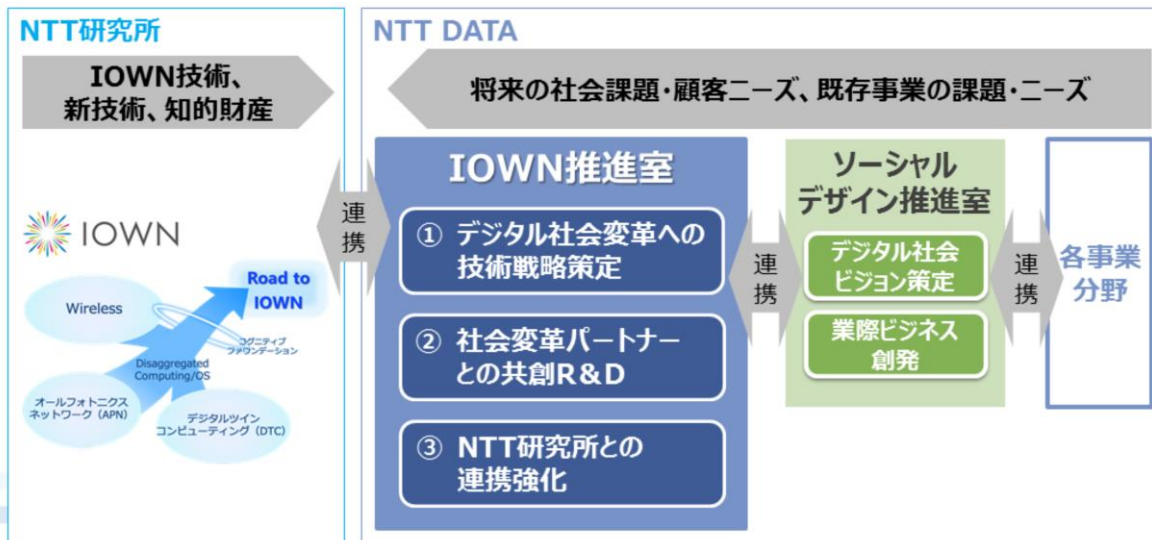 NTT研究所
IOWN技術、
新技術、知的財産
IOWN
Road to
IOWN
Wireless
コグニティブ
ファウンデーション
Disaggregated
Computing/OS
オールフォトニクス
ネットワーク（APN）
デジタルツイン
コンピューティング（DTC）
連携
NTT DATA
将来の社会課題・顧客ニーズ、既存事業の課題・ニーズ
IOWN推進室
① デジタル社会変革への
技術戦略策定
② 社会変革パートナー
との共創R＆D
③ NTT研究所との
連携強化
連携
ソーシャル
デザイン推進室
デジタル社会
ビジョン策定
業際ビジネス
創発
連携
各事業
分野